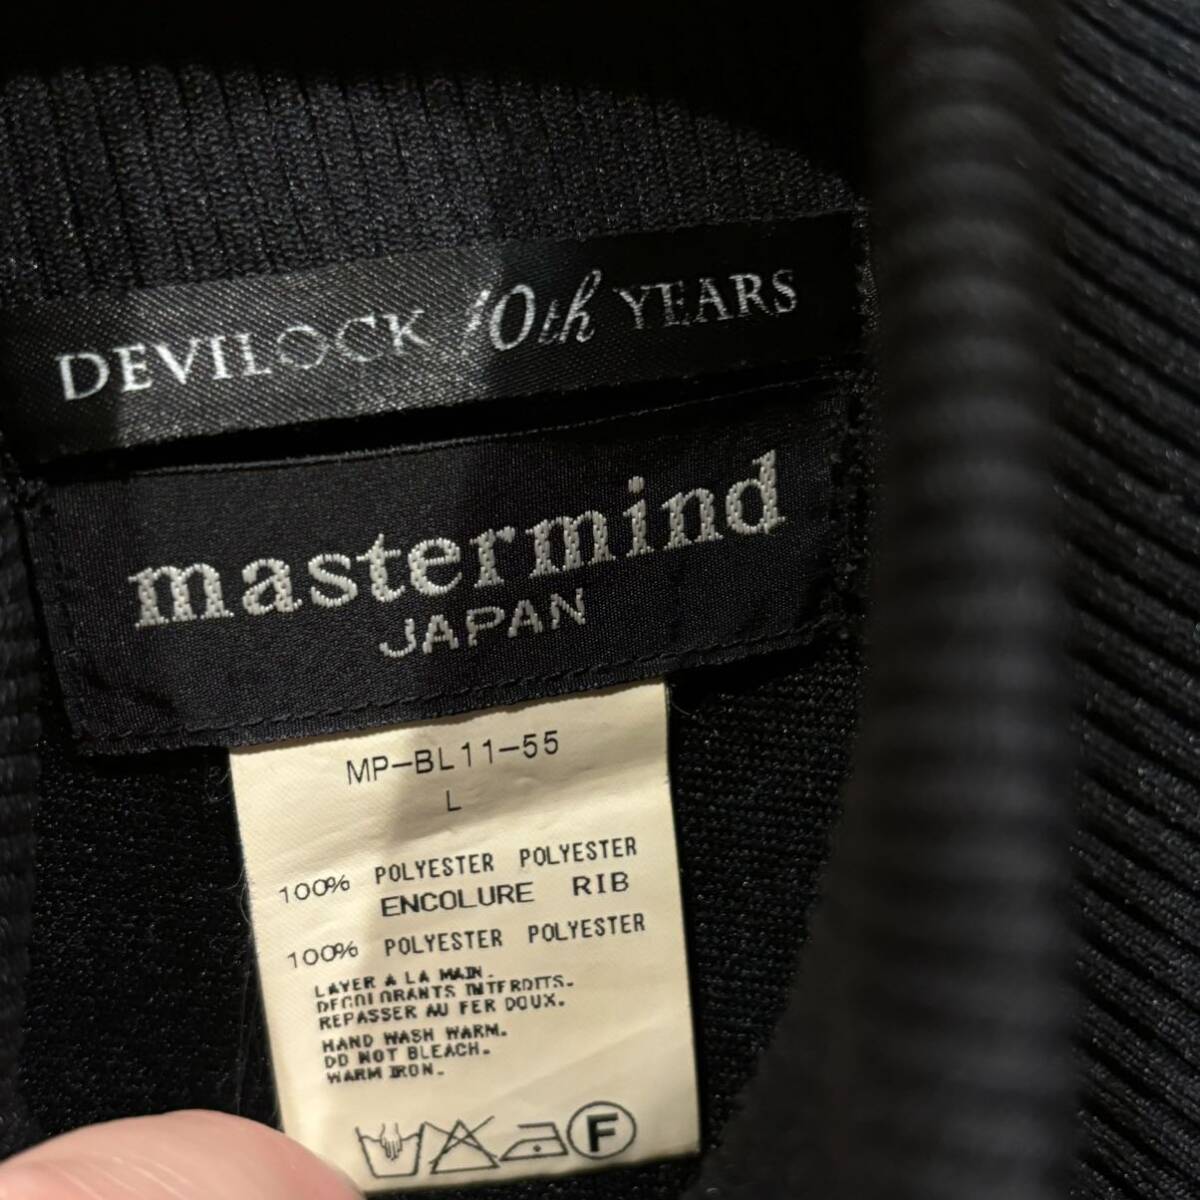 DEVILOCK 10th YEARS
mastermind
JAPAN
MP-BL11-55
L
100% POLYESTER POLYESTER
ENCOLURE RIB
100% POLYESTER POLYESTER
LAYER A LA MAIN.
DECOLORANTS INTERDITS.
REPASSER AU FER DOUX.
HAND WASH WARM.
DO NOT BLEACH.
WARM IRON.
F